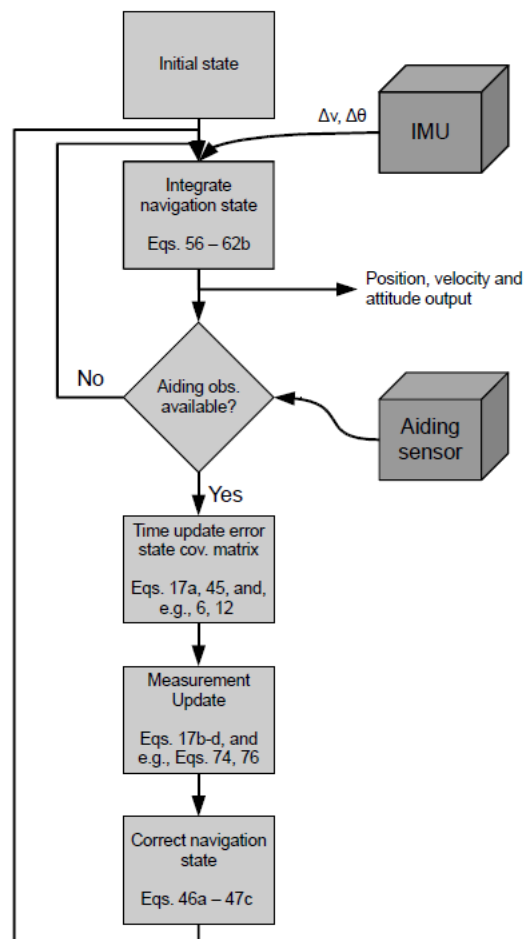 Initial state
Δv, Δθ
IMU
Integrate
navigation state
Eqs. 56 – 62b
Position, velocity and
attitude output
No
Aiding obs.
available?
Aiding
sensor
Yes
Time update error
state cov. matrix
Eqs. 17a, 45, and,
e.g., 6, 12
Measurement
Update
Eqs. 17b-d, and
e.g., Eqs. 74, 76
Correct navigation
state
Eqs. 46a – 47c